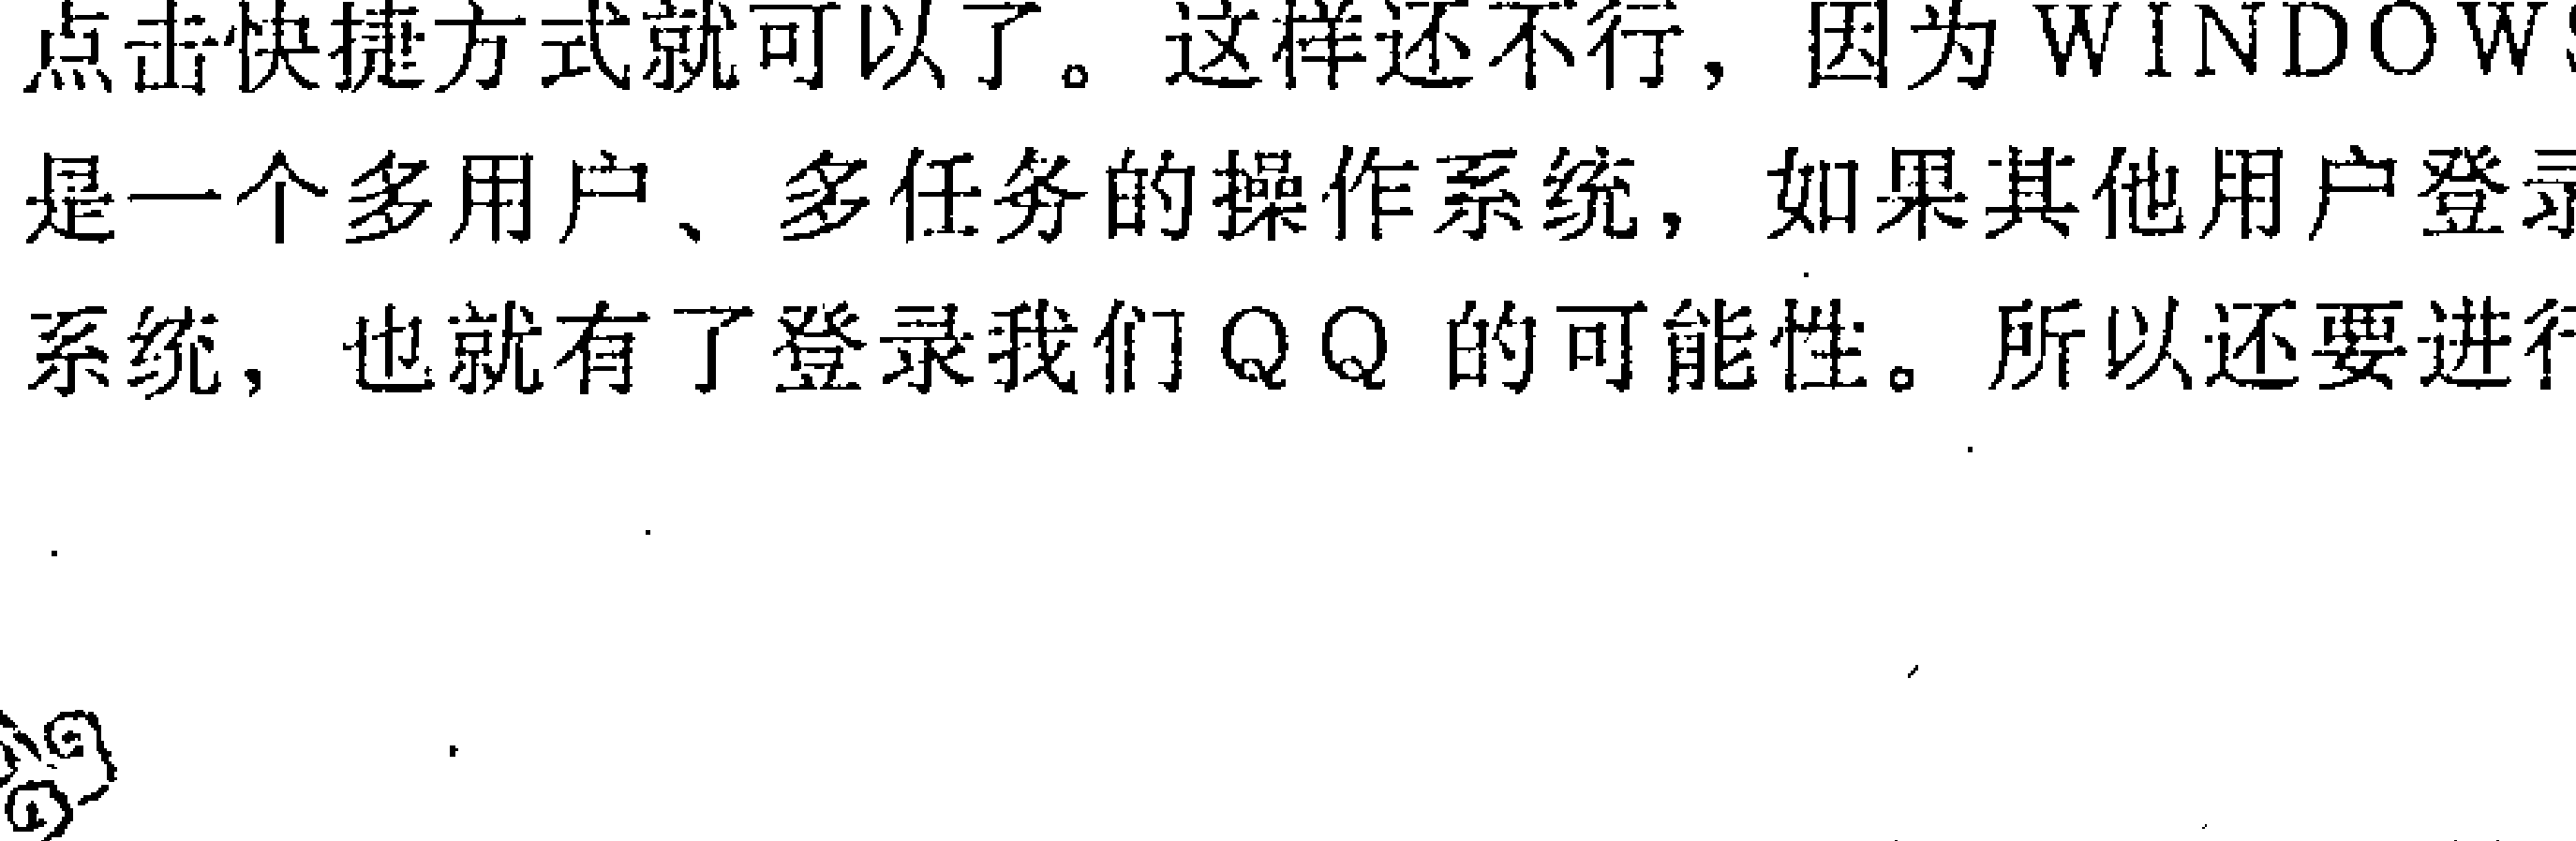 点击快捷方式就可以了。这样还不行，因为WINDOWS
是一个多用户、多任务的操作系统，如果其他用户登录
系统，也就有了登录我们QQ 的可能性。所以还要进行